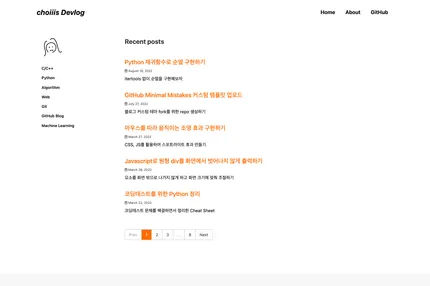 choiiis Devlog
Home
About
GitHub
C/C++
Python
Algorithm
Web
Git
GitHub Blog
Machine Learning
Recent posts
Python 재귀함수로 순열 구현하기
August 16, 2022
itertools 없이 순열을 구현해보자
GitHub Minimal Mistakes 커스텀 템플릿 업로드
July 27, 2022
블로그 커스텀 테마 fork를 위한 repo 생성하기
마우스를 따라 움직이는 조명 효과 구현하기
March 27, 2022
CSS, JS를 활용하여 스포트라이트 효과 만들기
Javascript로 원형 div를 화면에서 벗어나지 않게 출력하기
March 26, 2022
요소를 화면 밖으로 나가지 않게 하고 화면 크기에 맞춰 조절하기
코딩테스트를 위한 Python 정리
March 23, 2022
코딩테스트 문제를 해결하면서 정리한 Cheat Sheet
Prev 1 2 3 … 8 Next